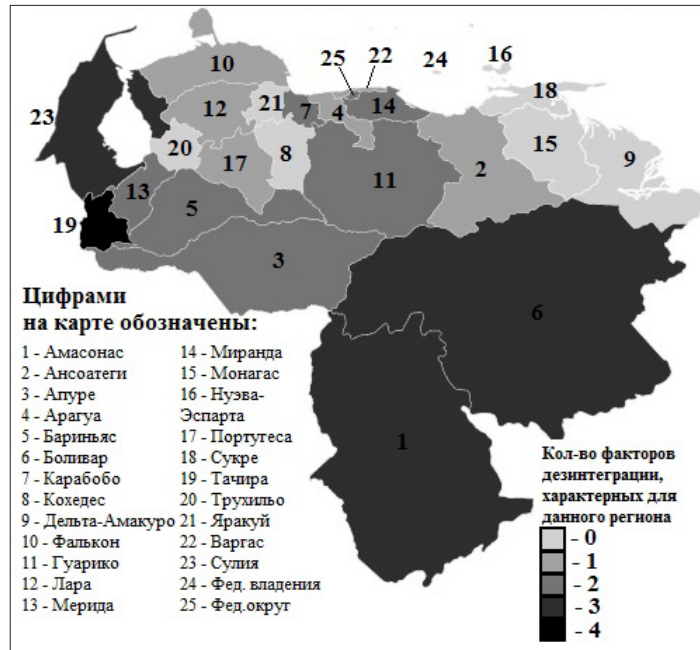 25
22
24
16
10
18
23
12
21
7
4
14
20
17
8
11
2
15
9
13
5
19
3
6
1
Цифрами
на карте обозначены:
1 - Амасонас
2 - Ансоатеги
3 - Апуре
4 - Арагуа
5 - Бариньяс
6 - Боливар
7 - Карабобо
8 - Кохедес
9 - Дельта-Амакуро
10 - Фалькон
11 - Гуарико
12 - Лара
13 - Мерида
14 - Миранда
15 - Монагас
16 - Нуэва-
Эспарта
17 - Португеса
18 - Сукре
19 - Тачира
20 - Трухильо
21 - Яракуй
22 - Варгас
23 - Сулия
24 - Фед. владения
25 - Фед.округ
Кол-во факторов
дезинтеграции,
характерных для
данного региона
- 0
- 1
- 2
- 3
- 4